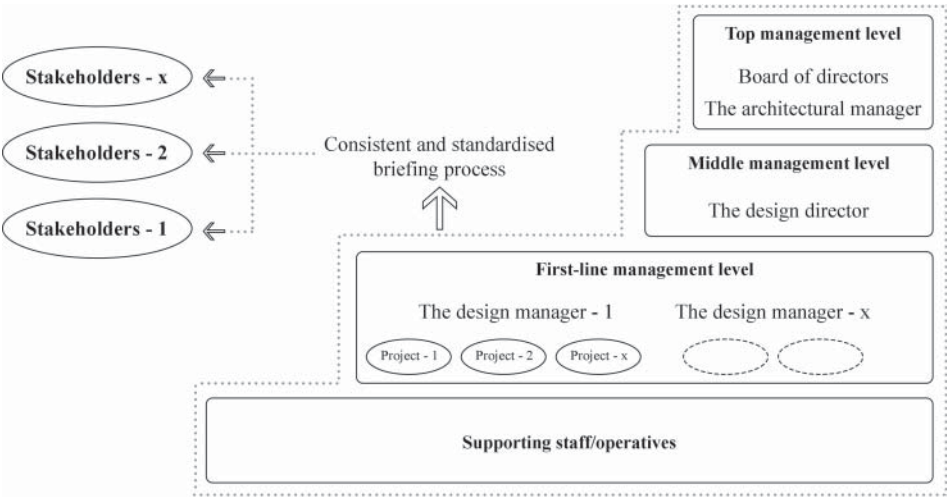 Top management level
Board of directors
The architectural manager
Stakeholders - x
Stakeholders - 2
Stakeholders - 1
Consistent and standardised
briefing process
Middle management level
The design director
First-line management level
The design manager - 1
The design manager - x
Project - 1
Project - 2
Project - x
Supporting staff/operatives